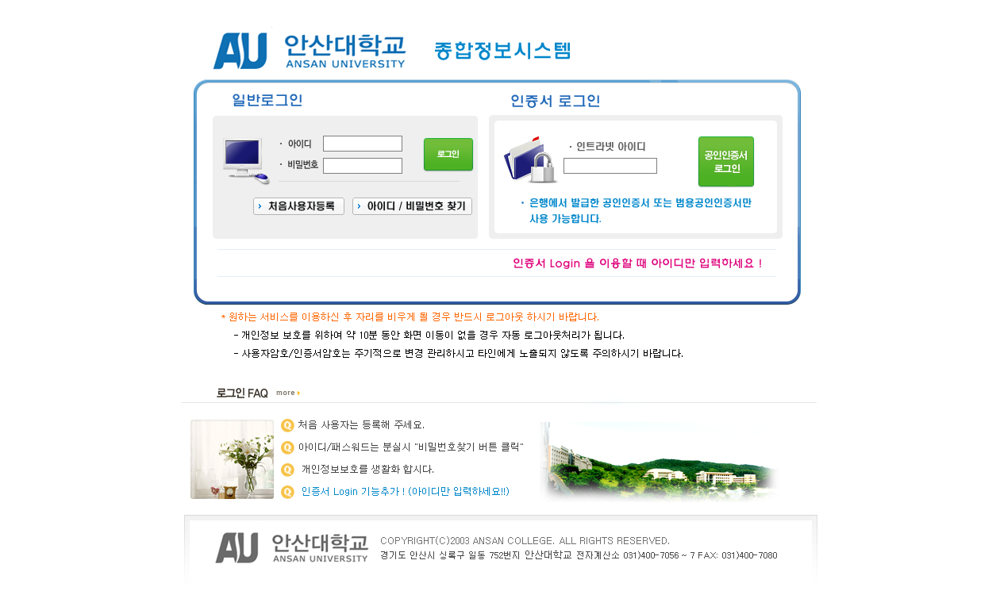 AU 안산대학교 ANSAN UNIVERSITY 종합정보시스템
일반로그인
· 아이디
· 비밀번호
로그인
처음사용자등록
아이디 / 비밀번호 찾기
인증서 로그인
· 인트라넷 아이디
공인인증서
로그인
· 은행에서 발급한 공인인증서 또는 범용공인인증서만
사용 가능합니다.
인증서 Login 을 이용할 때 아이디만 입력하세요 !
* 원하는 서비스를 이용하신 후 자리를 비우게 될 경우 반드시 로그아웃 하시기 바랍니다.
- 개인정보 보호를 위하여 약 10분 동안 화면 이동이 없을 경우 자동 로그아웃처리가 됩니다.
- 사용자암호/인증서암호는 주기적으로 변경 관리하시고 타인에게 노출되지 않도록 주의하시기 바랍니다.
로그인 FAQ more
Q 처음 사용자는 등록해 주세요.
Q 아이디/패스워드는 분실시 "비밀번호찾기 버튼 클릭"
Q 개인정보보호를 생활화 합시다.
Q 인증서 Login 기능추가 ! (아이디만 입력하세요!!)
AU 안산대학교 ANSAN UNIVERSITY
COPYRIGHT(C)2003 ANSAN COLLEGE. ALL RIGHTS RESERVED.
경기도 안산시 상록구 일동 752번지 안산대학교 전자계산소 031)400-7056 ~ 7 FAX: 031)400-7080